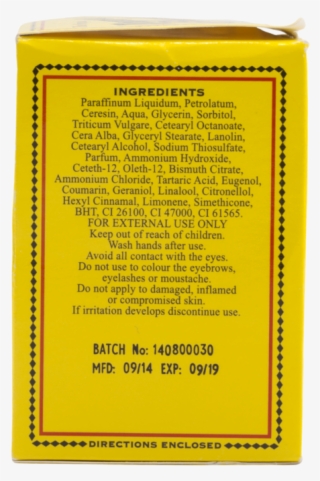 INGREDIENTS
Paraffinum Liquidum, Petrolatum,
Ceresin, Aqua, Glycerin, Sorbitol,
Triticum Vulgare, Cetearyl Octanoate,
Cera Alba, Glyceryl Stearate, Lanolin,
Cetearyl Alcohol, Sodium Thiosulfate,
Parfum, Ammonium Hydroxide,
Ceteth-12, Oleth-12, Bismuth Citrate,
Ammonium Chloride, Tartaric Acid, Eugenol,
Coumarin, Geraniol, Linalool, Citronellol,
Hexyl Cinnamal, Limonene, Simethicone,
BHT, CI 26100, CI 47000, CI 61565.
FOR EXTERNAL USE ONLY
Keep out of reach of children.
Wash hands after use.
Avoid all contact with the eyes.
Do not use to colour the eyebrows,
eyelashes or moustache.
Do not apply to damaged, inflamed
or compromised skin.
If irritation develops discontinue use.
BATCH No: 140800030
MFD: 09/14 EXP: 09/19
DIRECTIONS ENCLOSED